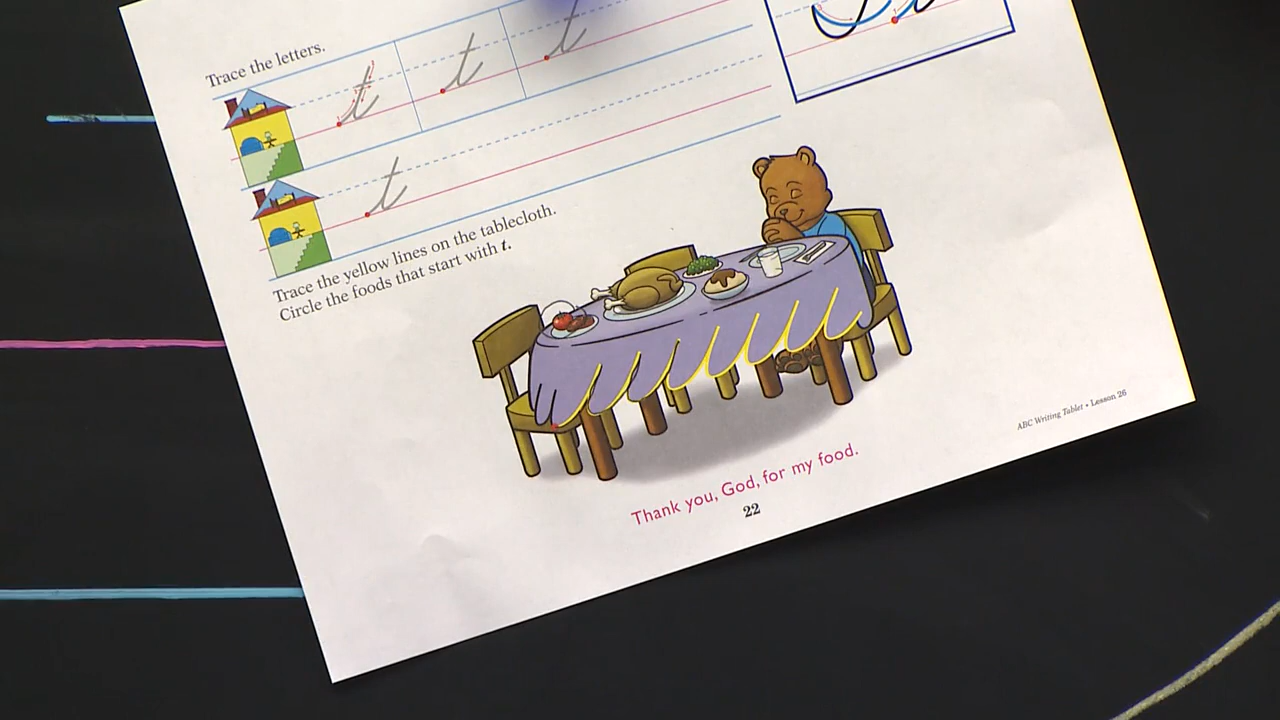 Trace the letters.
t t t
t
Trace the yellow lines on the tablecloth.
Circle the foods that start with t.
Thank you, God, for my food.
22
ABC Writing Tablet • Lesson 26